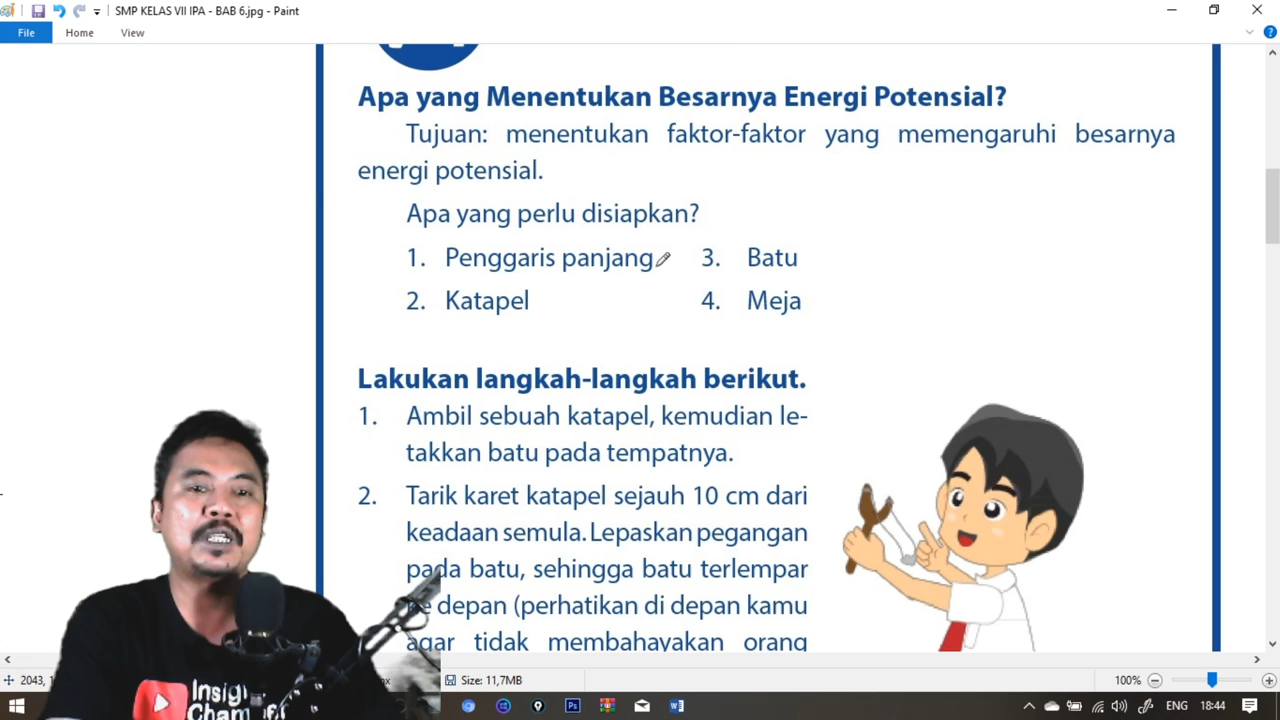 SMP KELAS VII IPA - BAB 6.jpg - Paint
File Home View
Apa yang Menentukan Besarnya Energi Potensial?
Tujuan: menentukan faktor-faktor yang memengaruhi besarnya
energi potensial.
Apa yang perlu disiapkan?
1. Penggaris panjang 3. Batu
2. Katapel 4. Meja
Lakukan langkah-langkah berikut.
1. Ambil sebuah katapel, kemudian le-
takkan batu pada tempatnya.
2. Tarik karet katapel sejauh 10 cm dari
keadaan semula. Lepaskan pegangan
pada batu, sehingga batu terlempar
ke depan (perhatikan di depan kamu
agar tidak membahayakan orang
Insight
2043, Size: 11,7MB 100%
Ps ENG 18:44